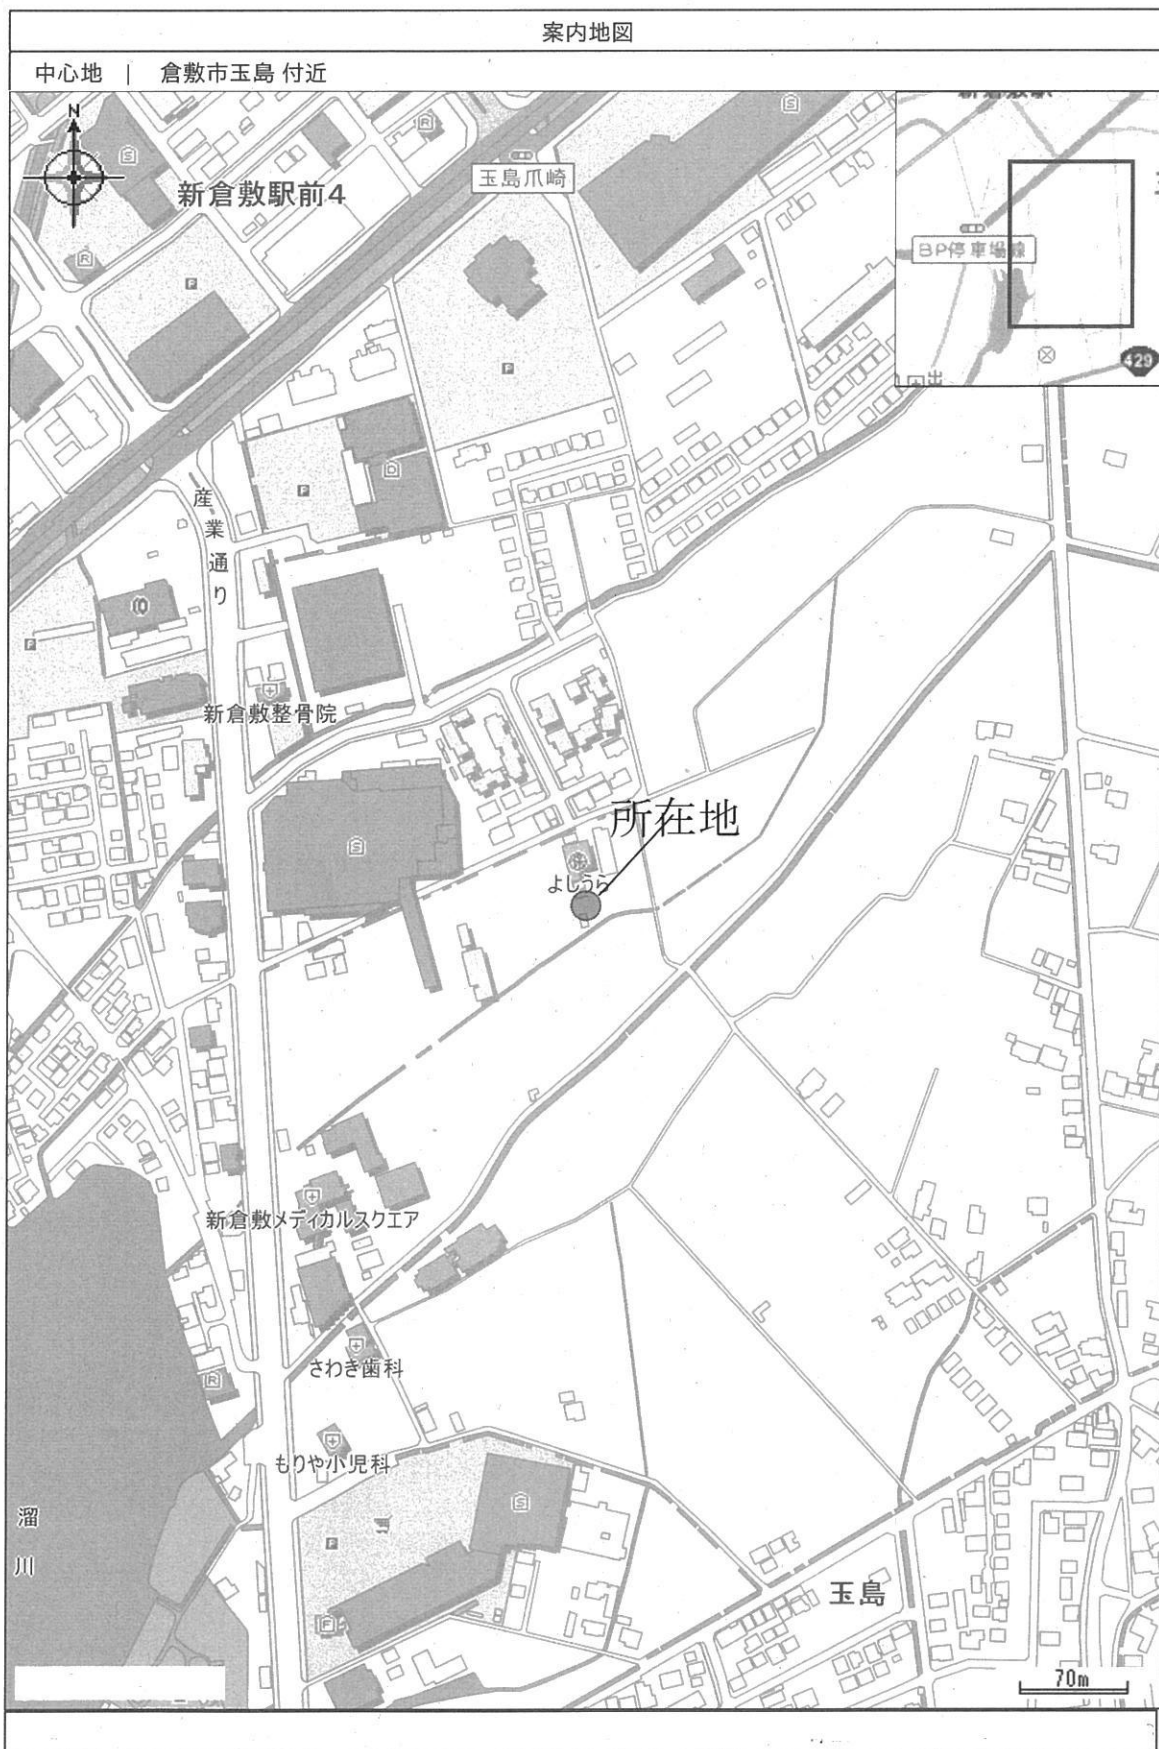 案内地図
中心地 | 倉敷市玉島 付近
N
新倉敷駅前4
玉島爪崎
BP停車場線
429
産業通り
新倉敷整骨院
所在地
よしうら
新倉敷メディカルスクエア
さわき歯科
もりや小児科
溜川
玉島
70m